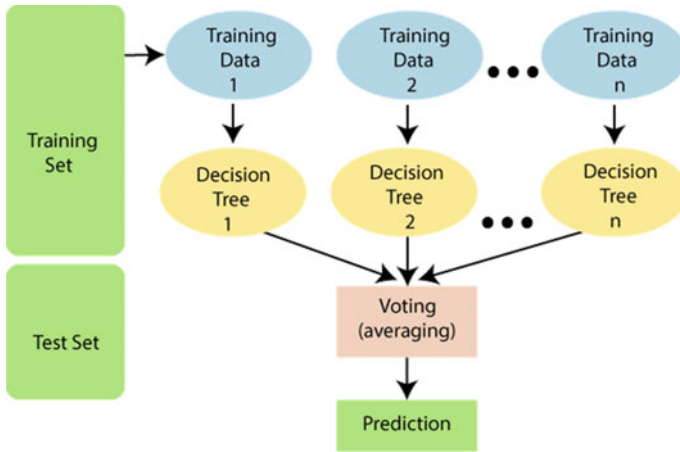 Training
Set
Training
Data
1
Training
Data
2
Training
Data
n
Decision
Tree
1
Decision
Tree
2
Decision
Tree
n
Test Set
Voting
(averaging)
Prediction